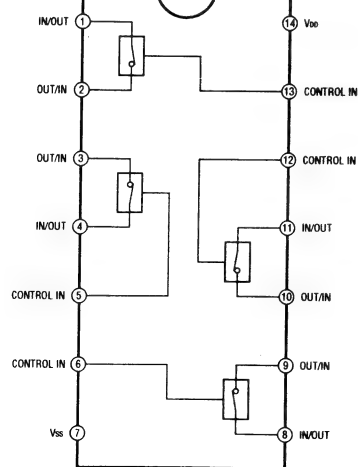 IN/OUT 1
14 VDD
OUT/IN 2
13 CONTROL IN
OUT/IN 3
12 CONTROL IN
IN/OUT 4
11 IN/OUT
CONTROL IN 5
10 OUT/IN
CONTROL IN 6
9 OUT/IN
Vss 7
8 IN/OUT